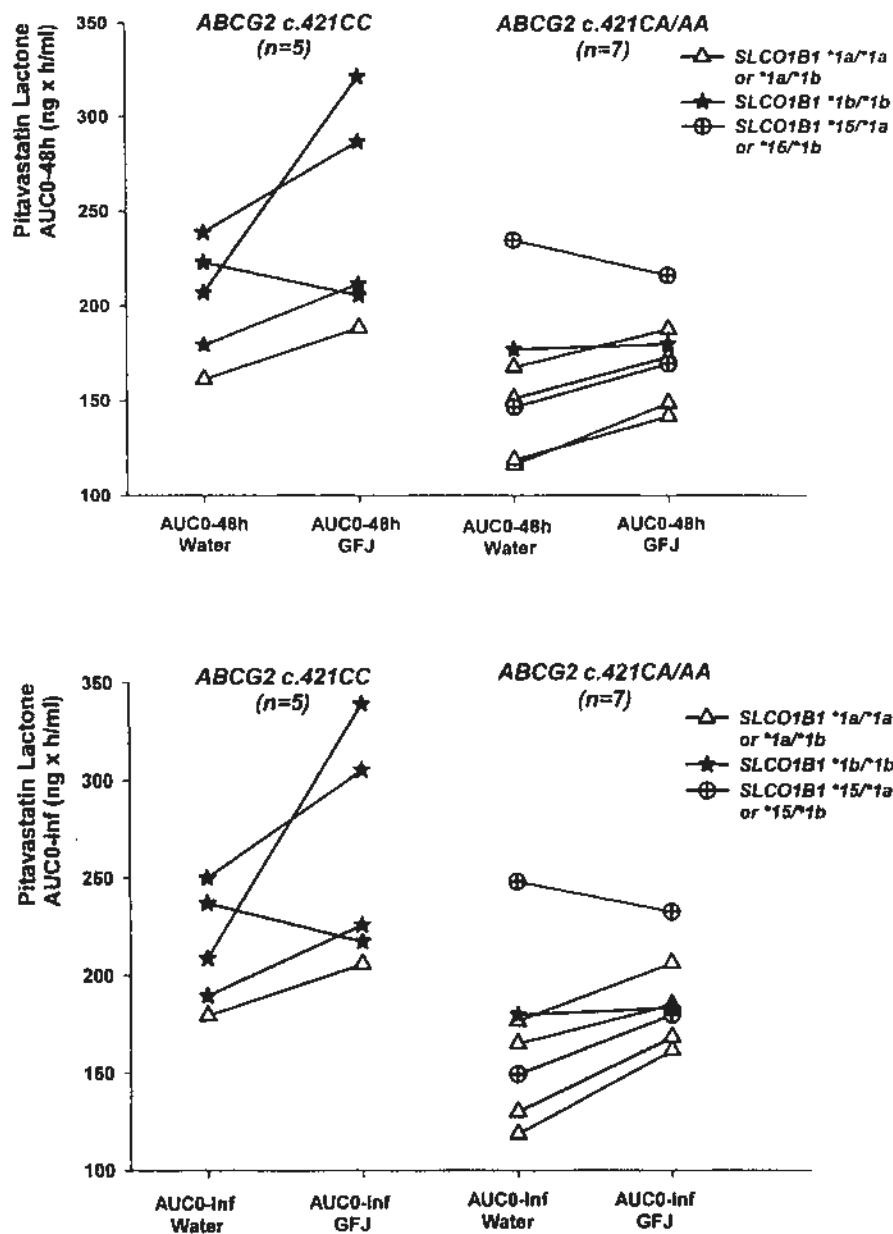 ABCG2 c.421CC
(n=5)
ABCG2 c.421CA/AA
(n=7)
SLCO1B1 *1a/*1a
or *1a/*1b
SLCO1B1 *1b/*1b
SLCO1B1 *15/*1a
or *16/*1b
Pitavastatin Lactone
AUC0-48h (ng x h/ml)
350
300
250
200
150
100
AUC0-48h
Water
AUC0-48h
GFJ
AUC0-48h
Water
AUC0-48h
GFJ
ABCG2 c.421CC
(n=5)
ABCG2 c.421CA/AA
(n=7)
SLCO1B1 *1a/*1a
or *1a/*1b
SLCO1B1 *1b/*1b
SLCO1B1 *15/*1a
or *15/*1b
Pitavastatin Lactone
AUC0-inf (ng x h/ml)
350
300
250
200
150
100
AUC0-inf
Water
AUC0-inf
GFJ
AUC0-inf
Water
AUC0-inf
GFJ